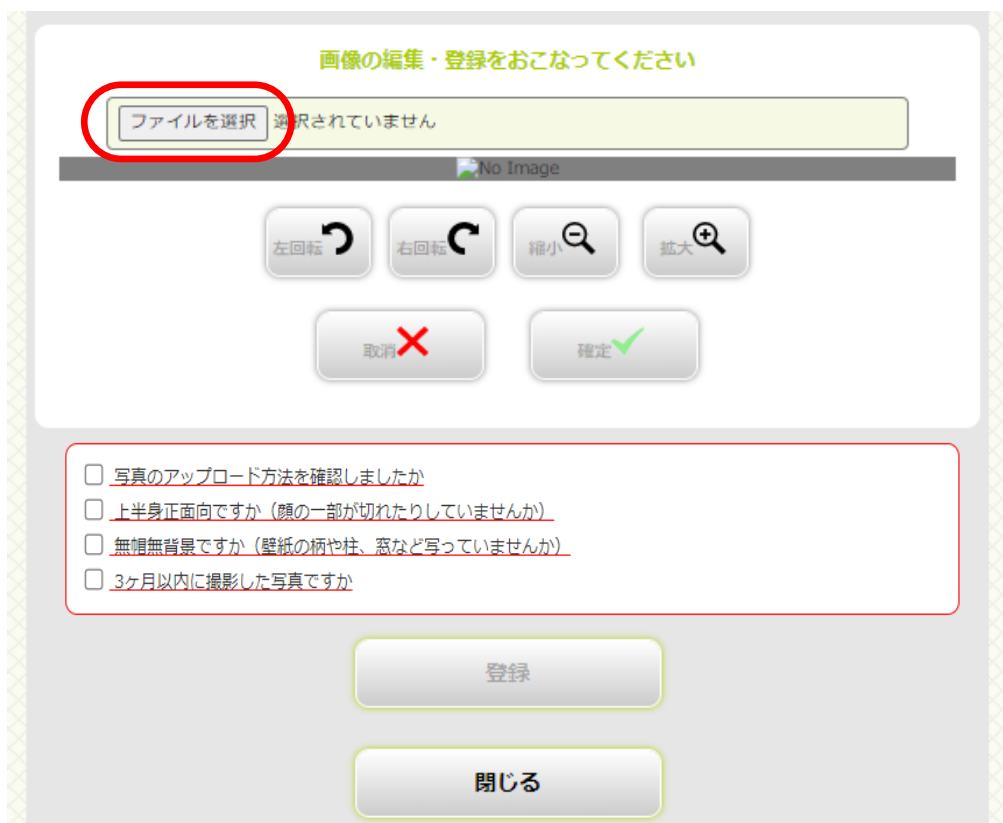 画像の編集・登録をおこなってください
ファイルを選択 選択されていません
No Image
左回転 右回転 縮小 拡大
取消 確定
写真のアップロード方法を確認しましたか
上半身正面向ですか（顔の一部が切れたりしていませんか）
無帽無背景ですか（壁紙の柄や柱、窓など写っていませんか）
3ヶ月以内に撮影した写真ですか
登録
閉じる